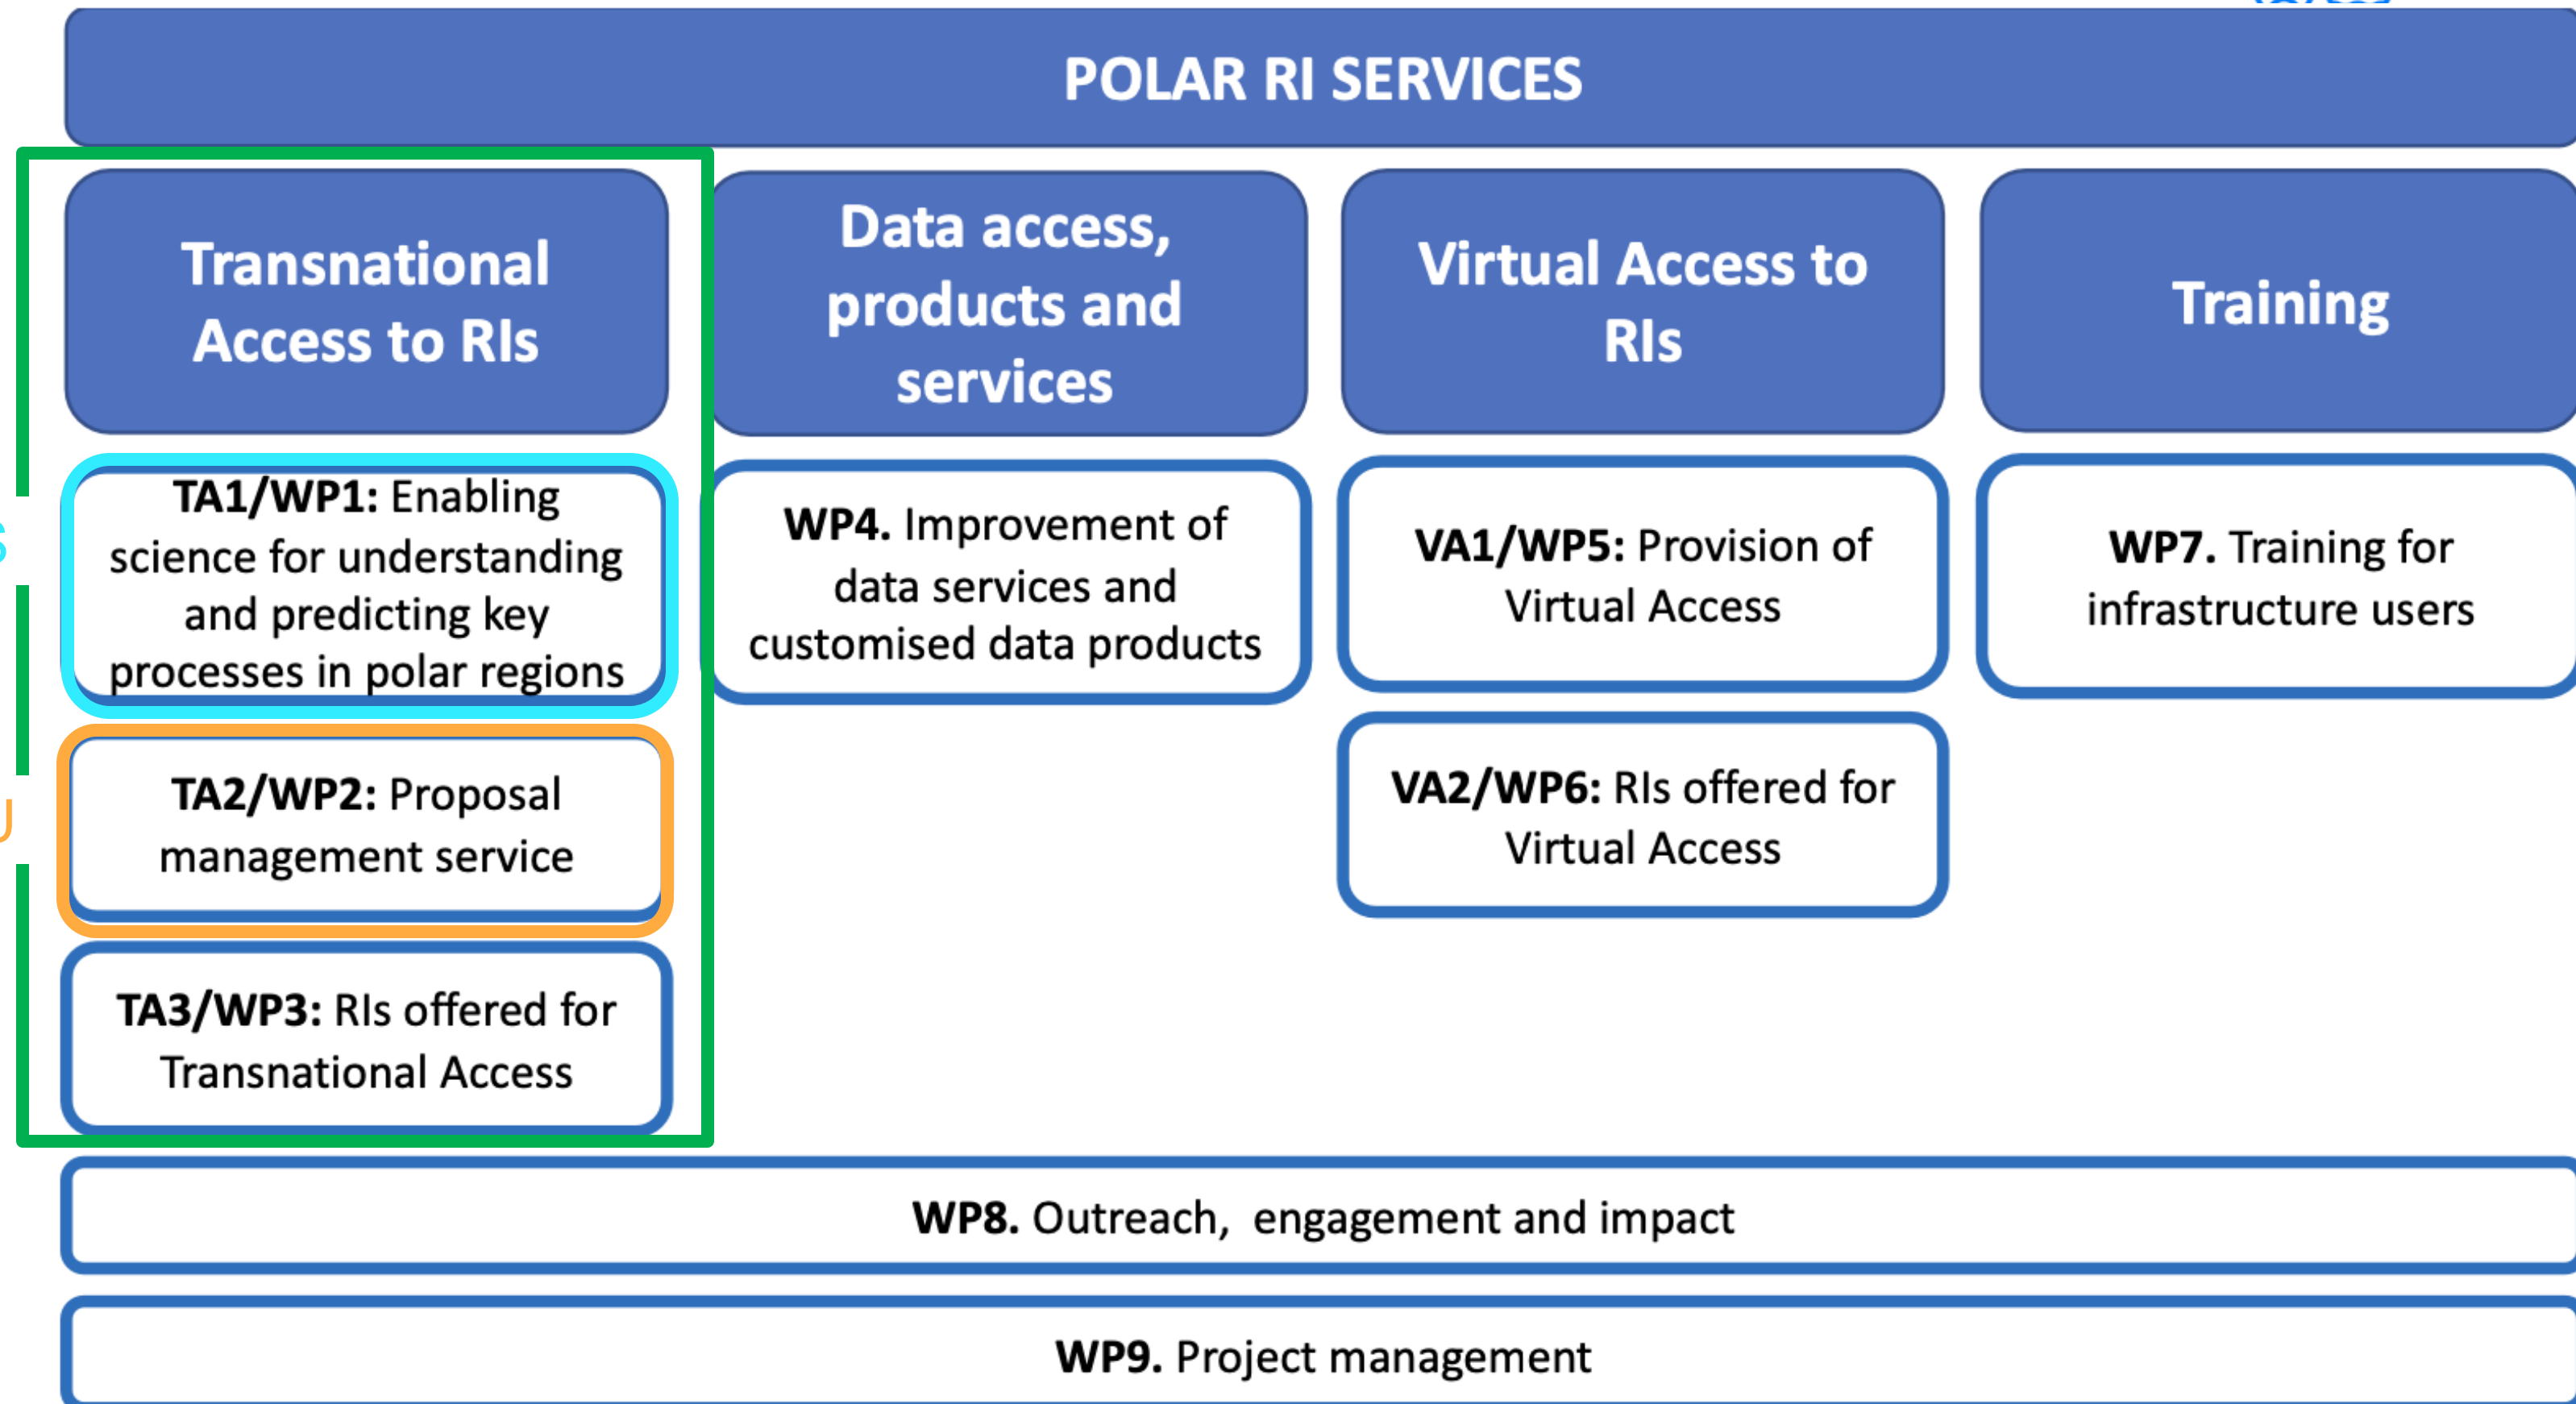 POLAR RI SERVICES
Transnational
Access to RIs
Data access,
products and
services
Virtual Access to
RIs
Training
TA1/WP1: Enabling
science for understanding
and predicting key
processes in polar regions
WP4. Improvement of
data services and
customised data products
VA1/WP5: Provision of
Virtual Access
WP7. Training for
infrastructure users
TA2/WP2: Proposal
management service
VA2/WP6: RIs offered for
Virtual Access
TA3/WP3: RIs offered for
Transnational Access
WP8. Outreach,  engagement and impact
WP9. Project management